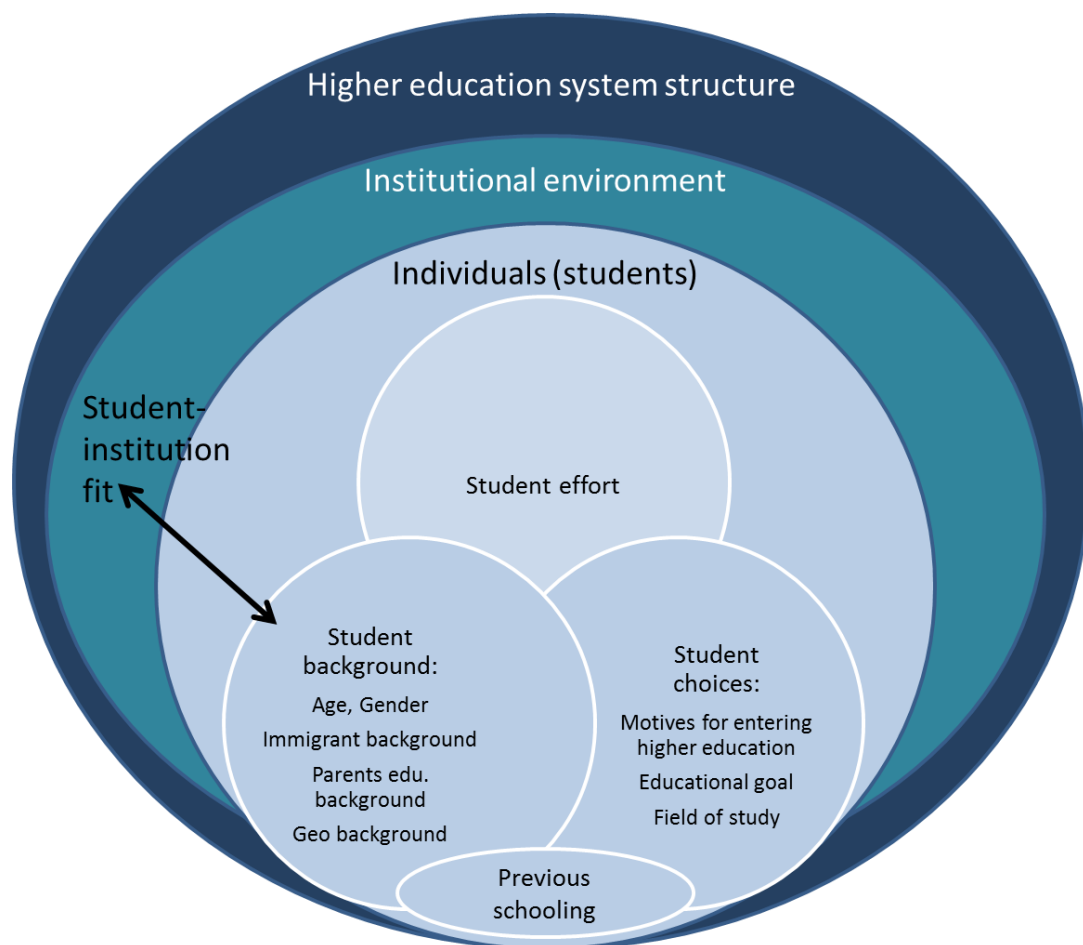 Higher education system structure
Institutional environment
Individuals (students)
Student-
institution
fit
Student effort
Student
background:
Age, Gender
Immigrant background
Parents edu.
background
Geo background
Student
choices:
Motives for entering
higher education
Educational goal
Field of study
Previous
schooling